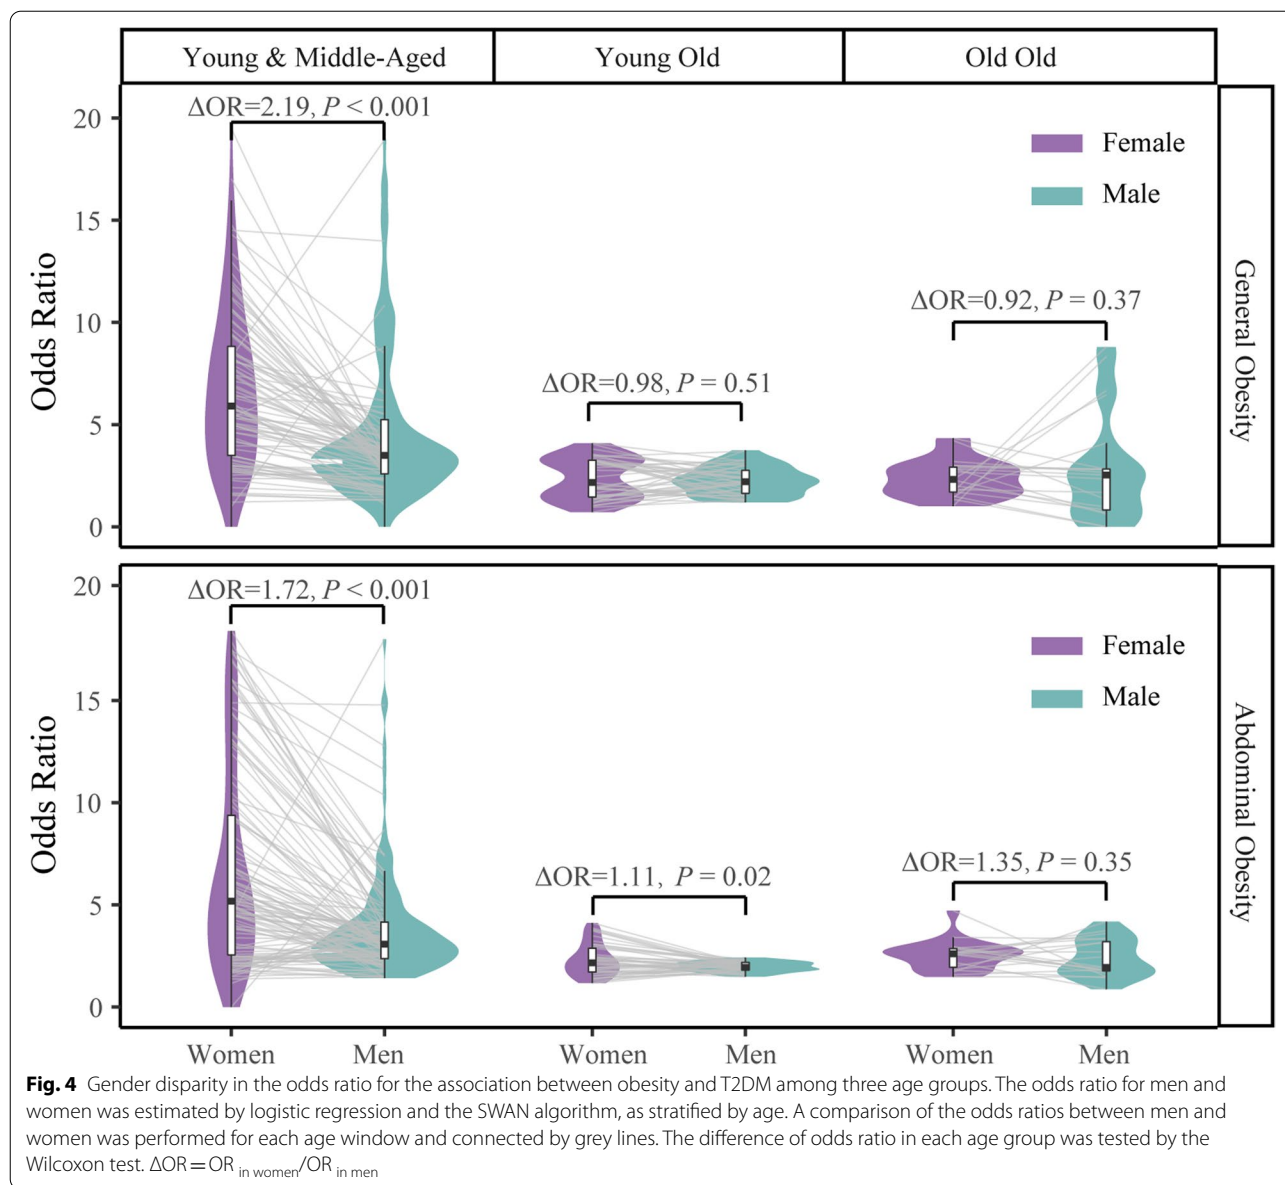 Young & Middle-Aged
Young Old
Old Old
ΔOR=2.19, P < 0.001
20
15
10
5
0
Odds Ratio
Female
Male
ΔOR=0.98, P = 0.51
ΔOR=0.92, P = 0.37
General Obesity
ΔOR=1.72, P < 0.001
20
15
10
5
0
Odds Ratio
Female
Male
ΔOR=1.11, P = 0.02
ΔOR=1.35, P = 0.35
Abdominal Obesity
Women Men Women Men Women Men
Fig. 4 Gender disparity in the odds ratio for the association between obesity and T2DM among three age groups. The odds ratio for men and
women was estimated by logistic regression and the SWAN algorithm, as stratified by age. A comparison of the odds ratios between men and
women was performed for each age window and connected by grey lines. The difference of odds ratio in each age group was tested by the
Wilcoxon test. ΔOR = OR in women/OR in men